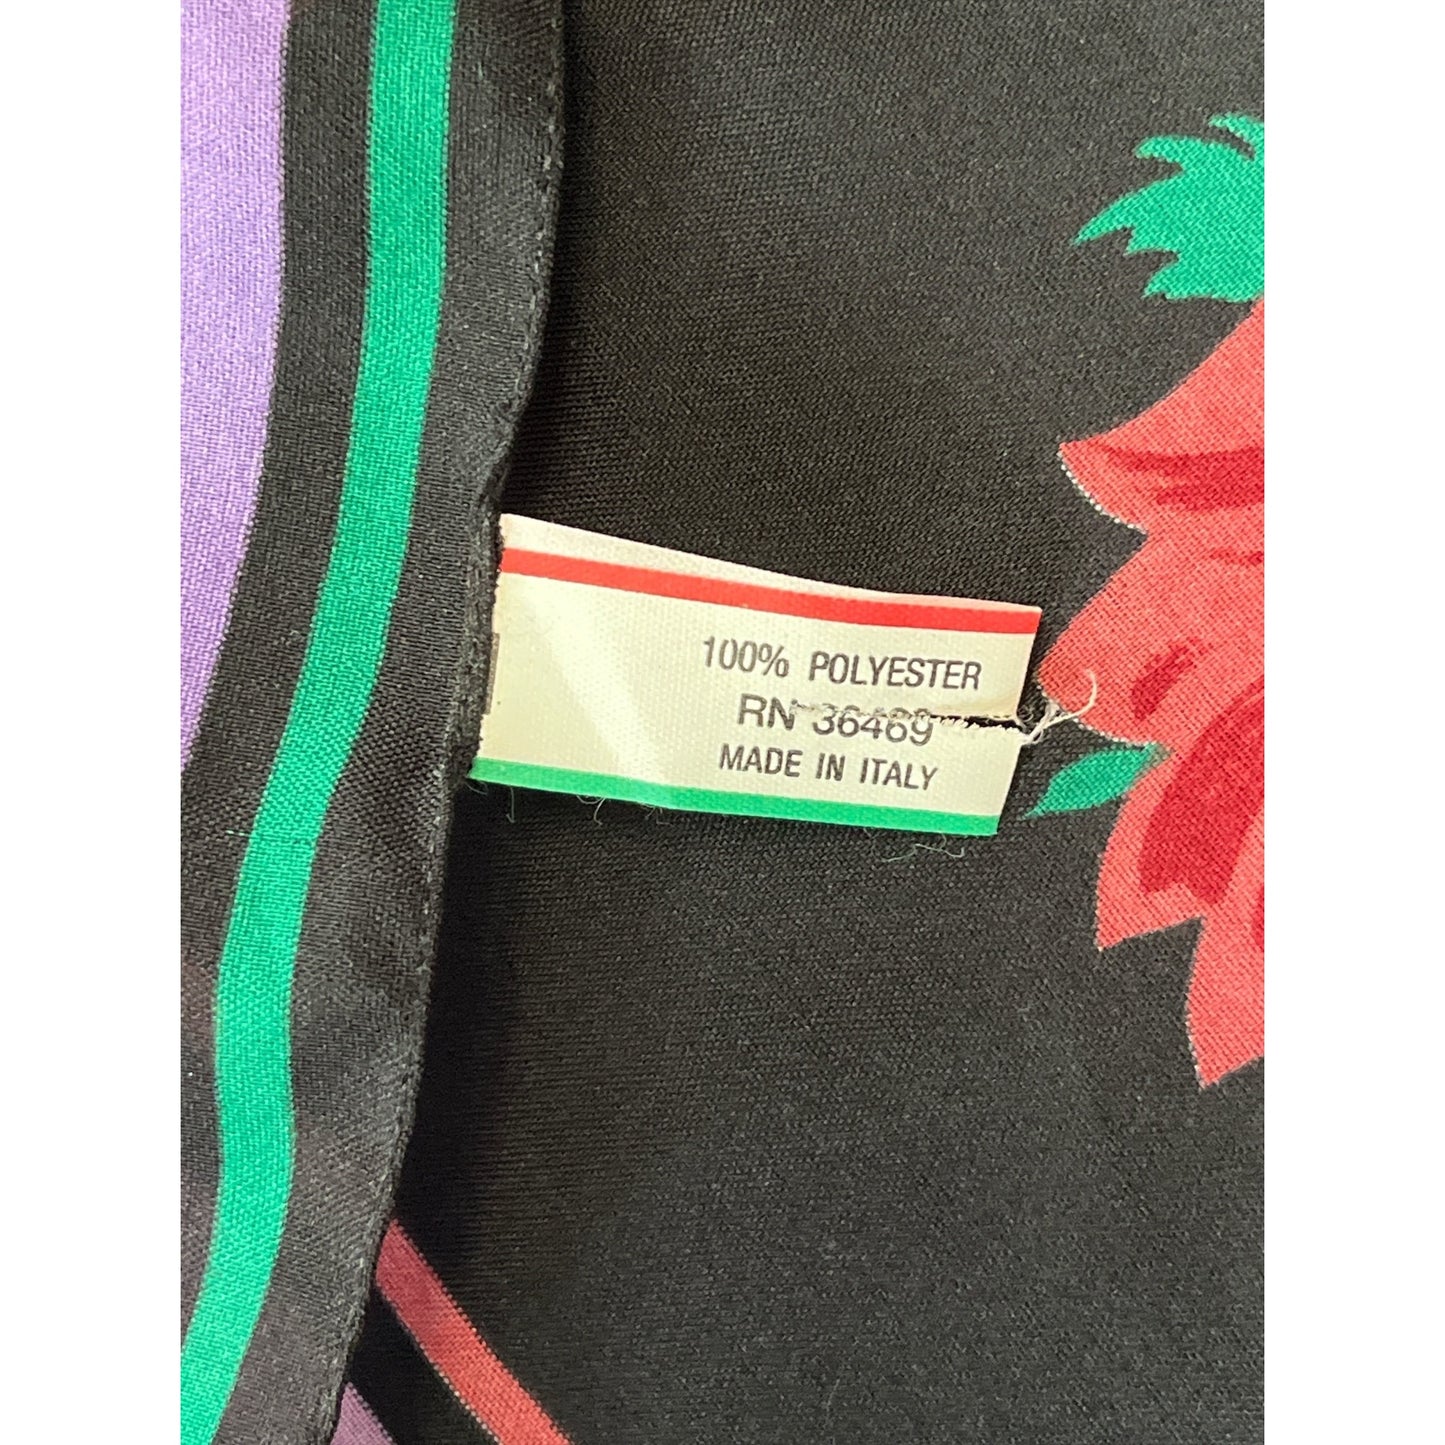 100% POLYESTER
RN 36469
MADE IN ITALY